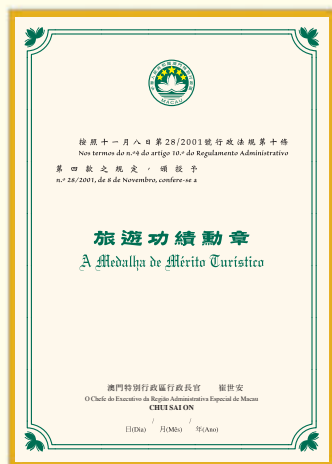 MACAU
按照十一月八日第28/2001號行政法規第十條
Nos termos do n.º4 do artigo 10.º do Regulamento Administrativo
第四款之規定，頒授予
n.º 28/2001, de 8 de Novembro, confere-se a
旅遊功績勳章
A Medalha de Mérito Turístico
澳門特別行政區行政長官 崔世安
O Chefe do Executivo da Região Administrativa Especial de Macau
CHUI SAI ON
/ /
日(Dia) 月(Mês) 年(Ano)